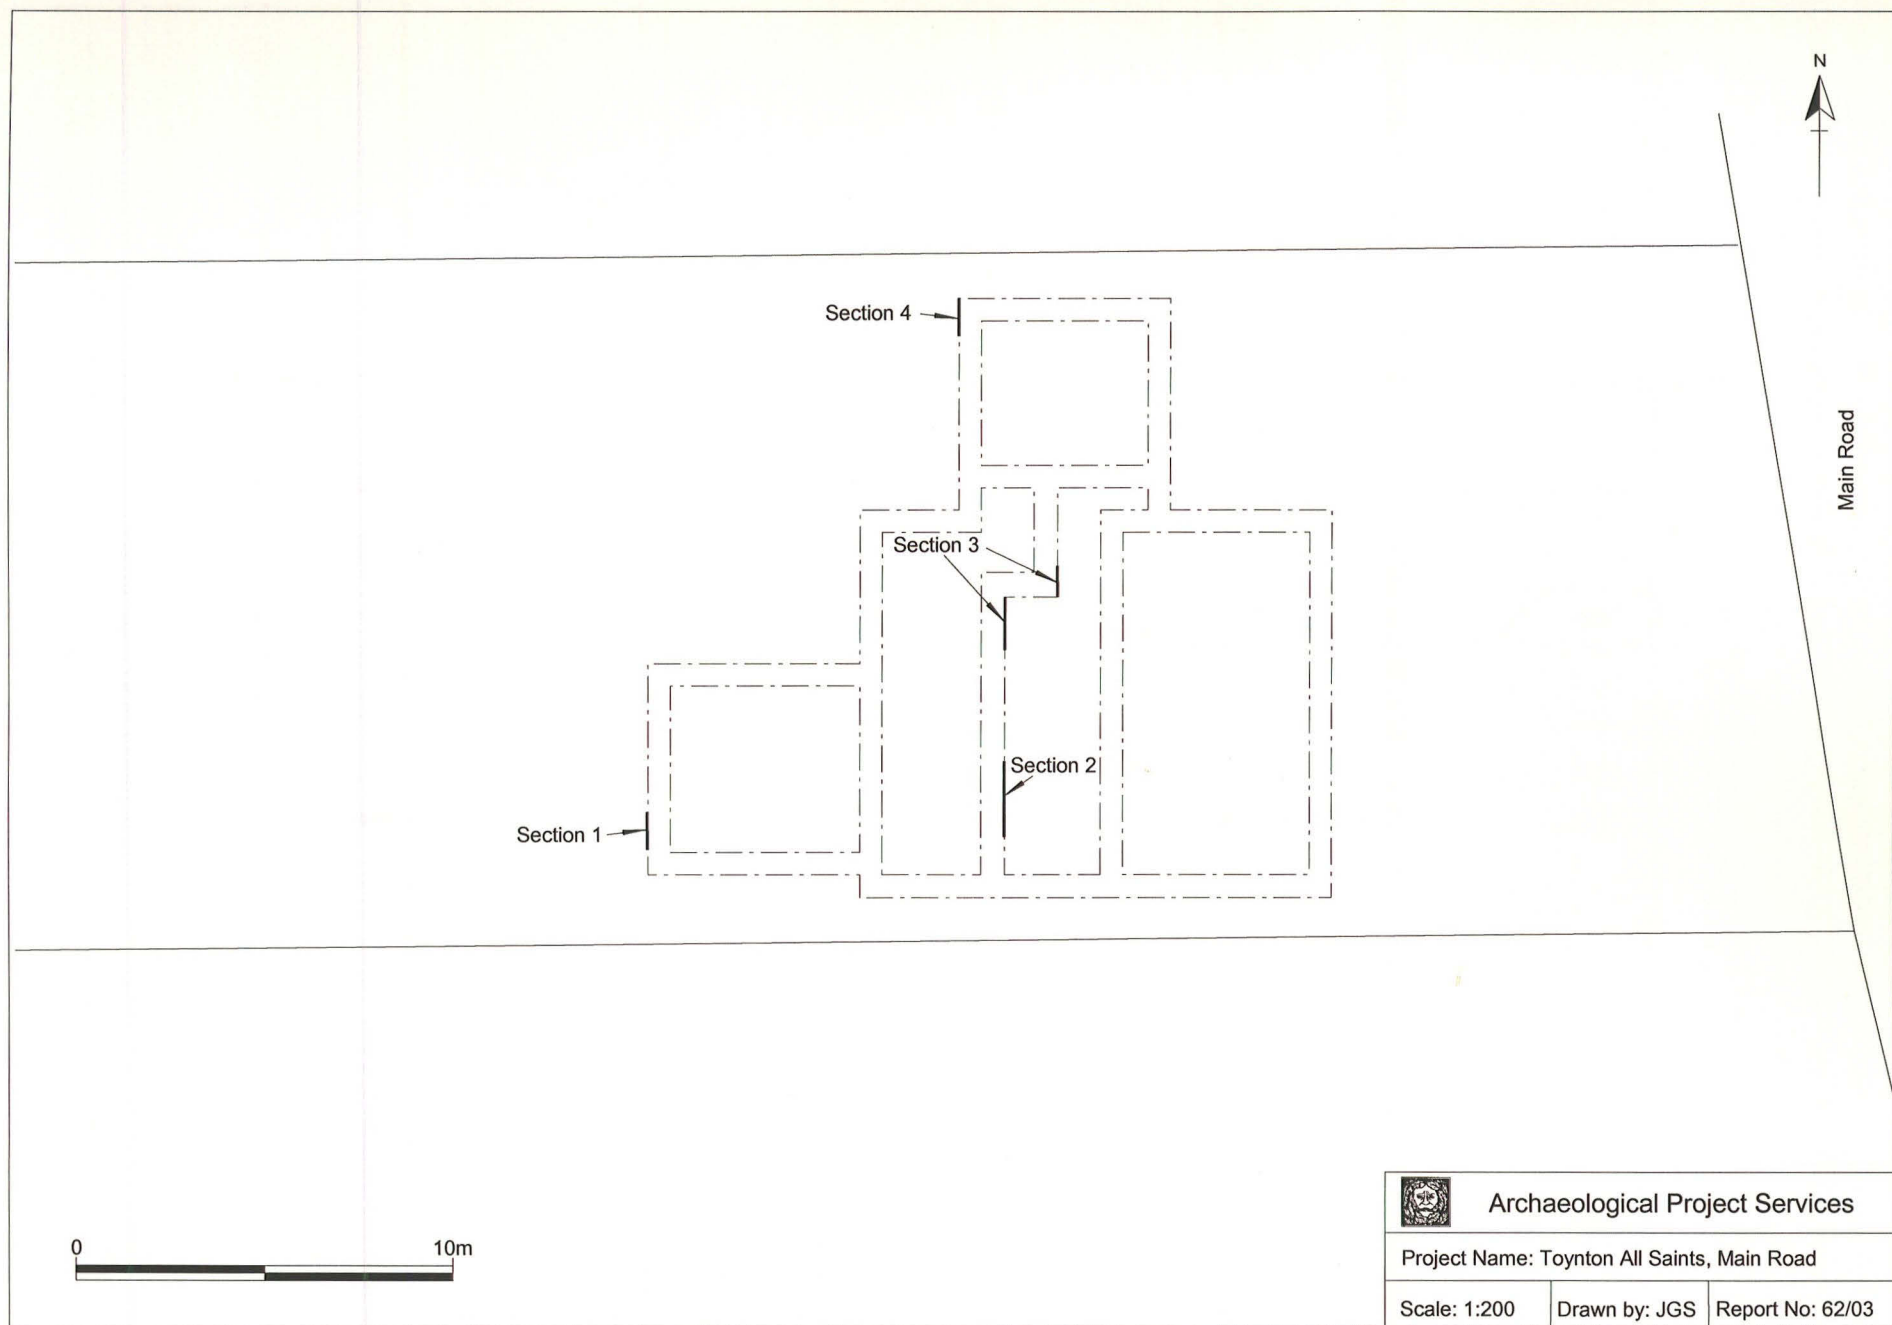 N
Main Road
Section 4
Section 3
Section 2
Section 1
0 10m
Archaeological Project Services
Project Name: Toynton All Saints, Main Road
Scale: 1:200 Drawn by: JGS Report No: 62/03